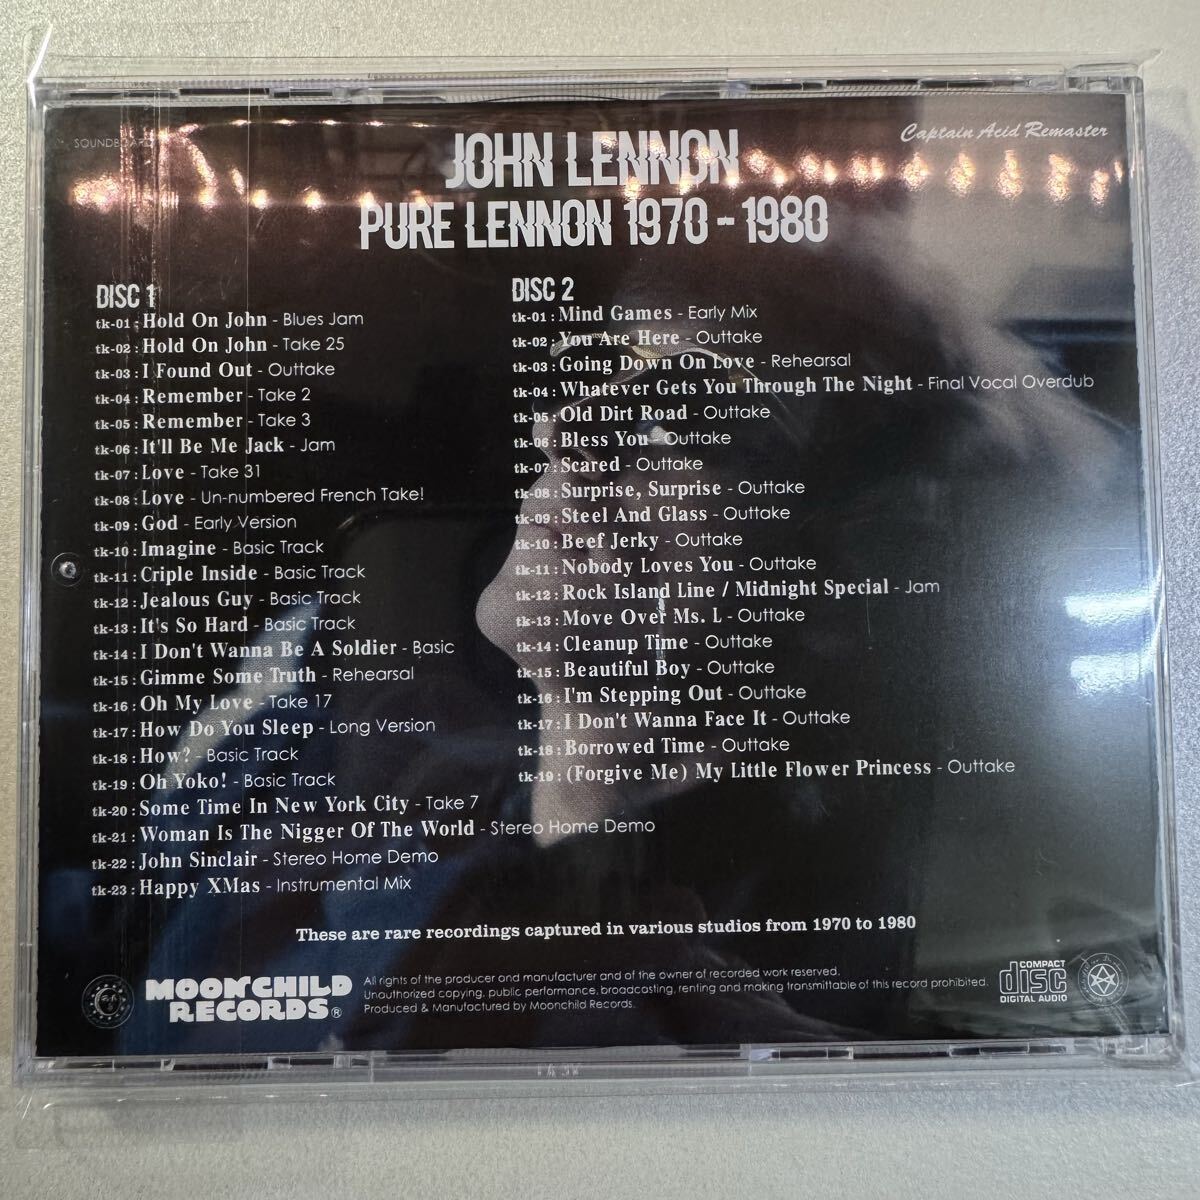 SOUNDBOARD
Captain Acid Remaster
JOHN LENNON
PURE LENNON 1970 - 1980
DISC 1
tk-01 : Hold On John - Blues Jam
tk-02 : Hold On John - Take 25
tk-03 : I Found Out - Outtake
tk-04 : Remember - Take 2
tk-05 : Remember - Take 3
tk-06 : It'll Be Me Jack - Jam
tk-07 : Love - Take 31
tk-08 : Love - Un-numbered French Take!
tk-09 : God - Early Version
tk-10 : Imagine - Basic Track
tk-11 : Criple Inside - Basic Track
tk-12 : Jealous Guy - Basic Track
tk-13 : It's So Hard - Basic Track
tk-14 : I Don't Wanna Be A Soldier - Basic
tk-15 : Gimme Some Truth - Rehearsal
tk-16 : Oh My Love - Take 17
tk-17 : How Do You Sleep - Long Version
tk-18 : How? - Basic Track
tk-19 : Oh Yoko! - Basic Track
tk-20 : Some Time In New York City - Take 7
tk-21 : Woman Is The Nigger Of The World - Stereo Home Demo
tk-22 : John Sinclair - Stereo Home Demo
tk-23 : Happy XMas - Instrumental Mix
DISC 2
tk-01 : Mind Games - Early Mix
tk-02 : You Are Here - Outtake
tk-03 : Going Down On Love - Rehearsal
tk-04 : Whatever Gets You Through The Night - Final Vocal Overdub
tk-05 : Old Dirt Road - Outtake
tk-06 : Bless You - Outtake
tk-07 : Scared - Outtake
tk-08 : Surprise, Surprise - Outtake
tk-09 : Steel And Glass - Outtake
tk-10 : Beef Jerky - Outtake
tk-11 : Nobody Loves You - Outtake
tk-12 : Rock Island Line / Midnight Special - Jam
tk-13 : Move Over Ms. L - Outtake
tk-14 : Cleanup Time - Outtake
tk-15 : Beautiful Boy - Outtake
tk-16 : I'm Stepping Out - Outtake
tk-17 : I Don't Wanna Face It - Outtake
tk-18 : Borrowed Time - Outtake
tk-19 : (Forgive Me) My Little Flower Princess - Outtake
These are rare recordings captured in various studios from 1970 to 1980
MOONCHILD
RECORDS®
All rights of the producer and manufacturer and of the owner of recorded work reserved.
Unauthorized copying, public performance, broadcasting, renting and making transmittable of this record prohibited.
Produced & Manufactured by Moonchild Records.
COMPACT
disc
DIGITAL AUDIO